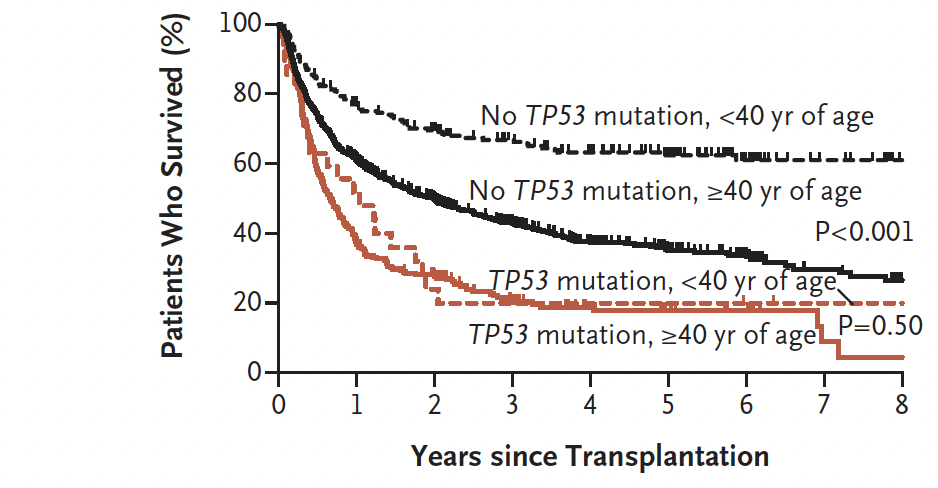 Patients Who Survived (%)
100
80
60
40
20
0
No TP53 mutation, <40 yr of age
No TP53 mutation, ≥40 yr of age
P<0.001
TP53 mutation, <40 yr of age
P=0.50
TP53 mutation, ≥40 yr of age
0 1 2 3 4 5 6 7 8
Years since Transplantation